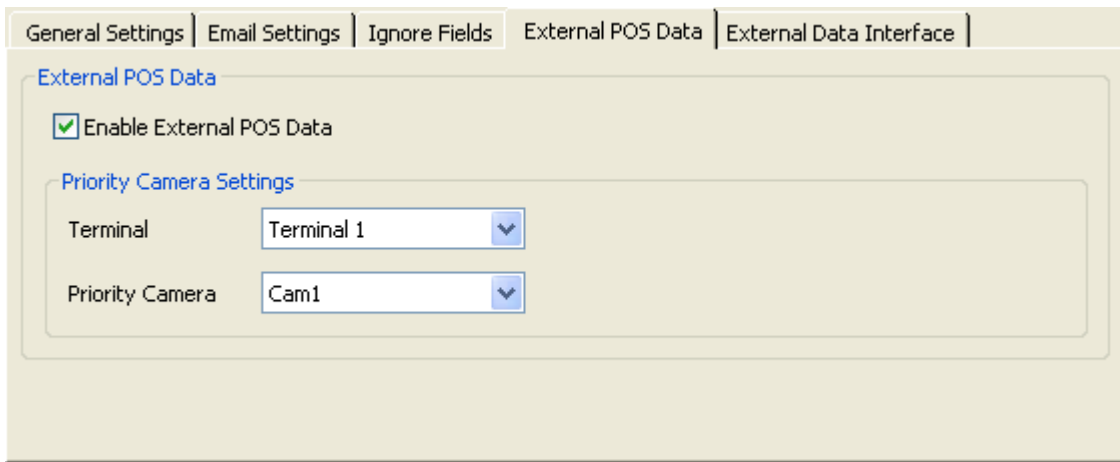 General Settings Email Settings Ignore Fields External POS Data External Data Interface
External POS Data
Enable External POS Data
Priority Camera Settings
Terminal Terminal 1
Priority Camera Cam1